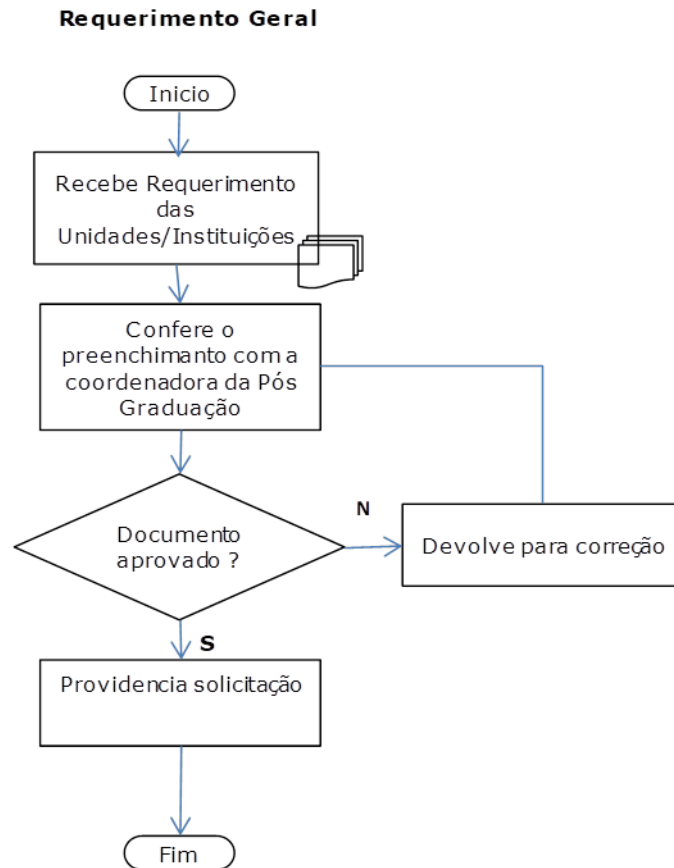 Requerimento Geral
Inicio
Recebe Requerimento
das
Unidades/Instituições
Confere o
preenchimanto com a
coordenadora da Pós
Graduação
Documento
aprovado ?
N
Devolve para correção
S
Providencia solicitação
Fim